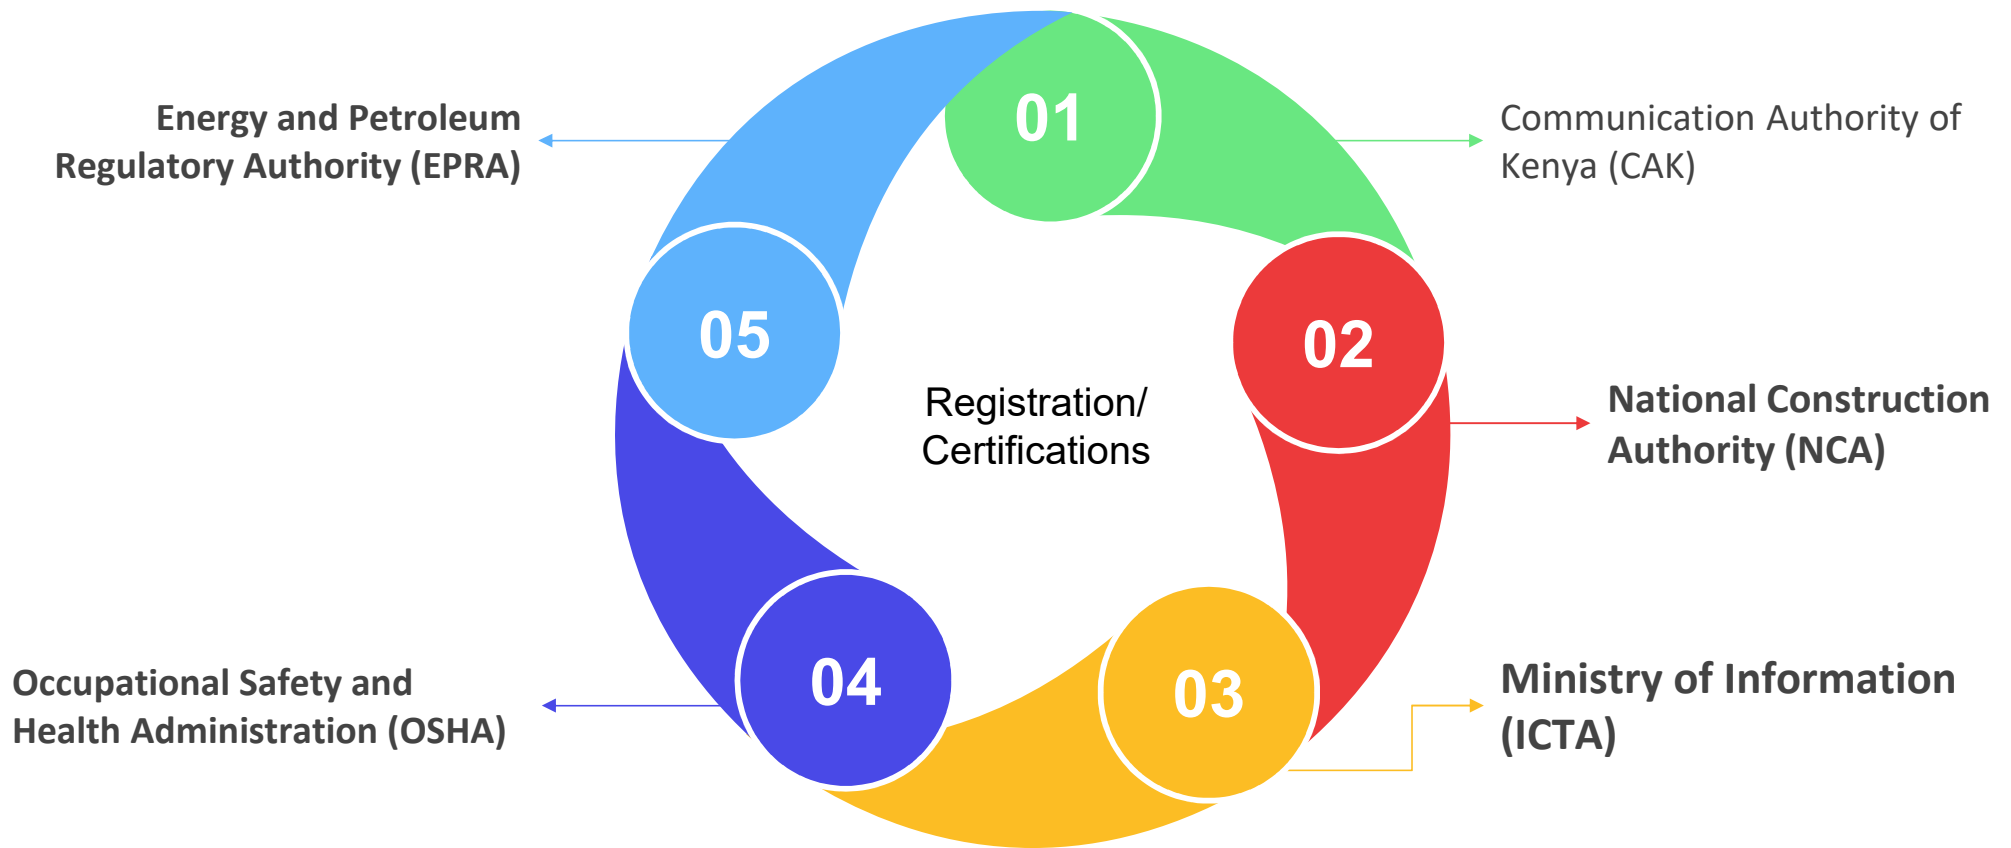 01
Communication Authority of
Kenya (CAK)
02
National Construction
Authority (NCA)
03
Ministry of Information
(ICTA)
04
Occupational Safety and
Health Administration (OSHA)
05
Energy and Petroleum
Regulatory Authority (EPRA)
Registration/
Certifications